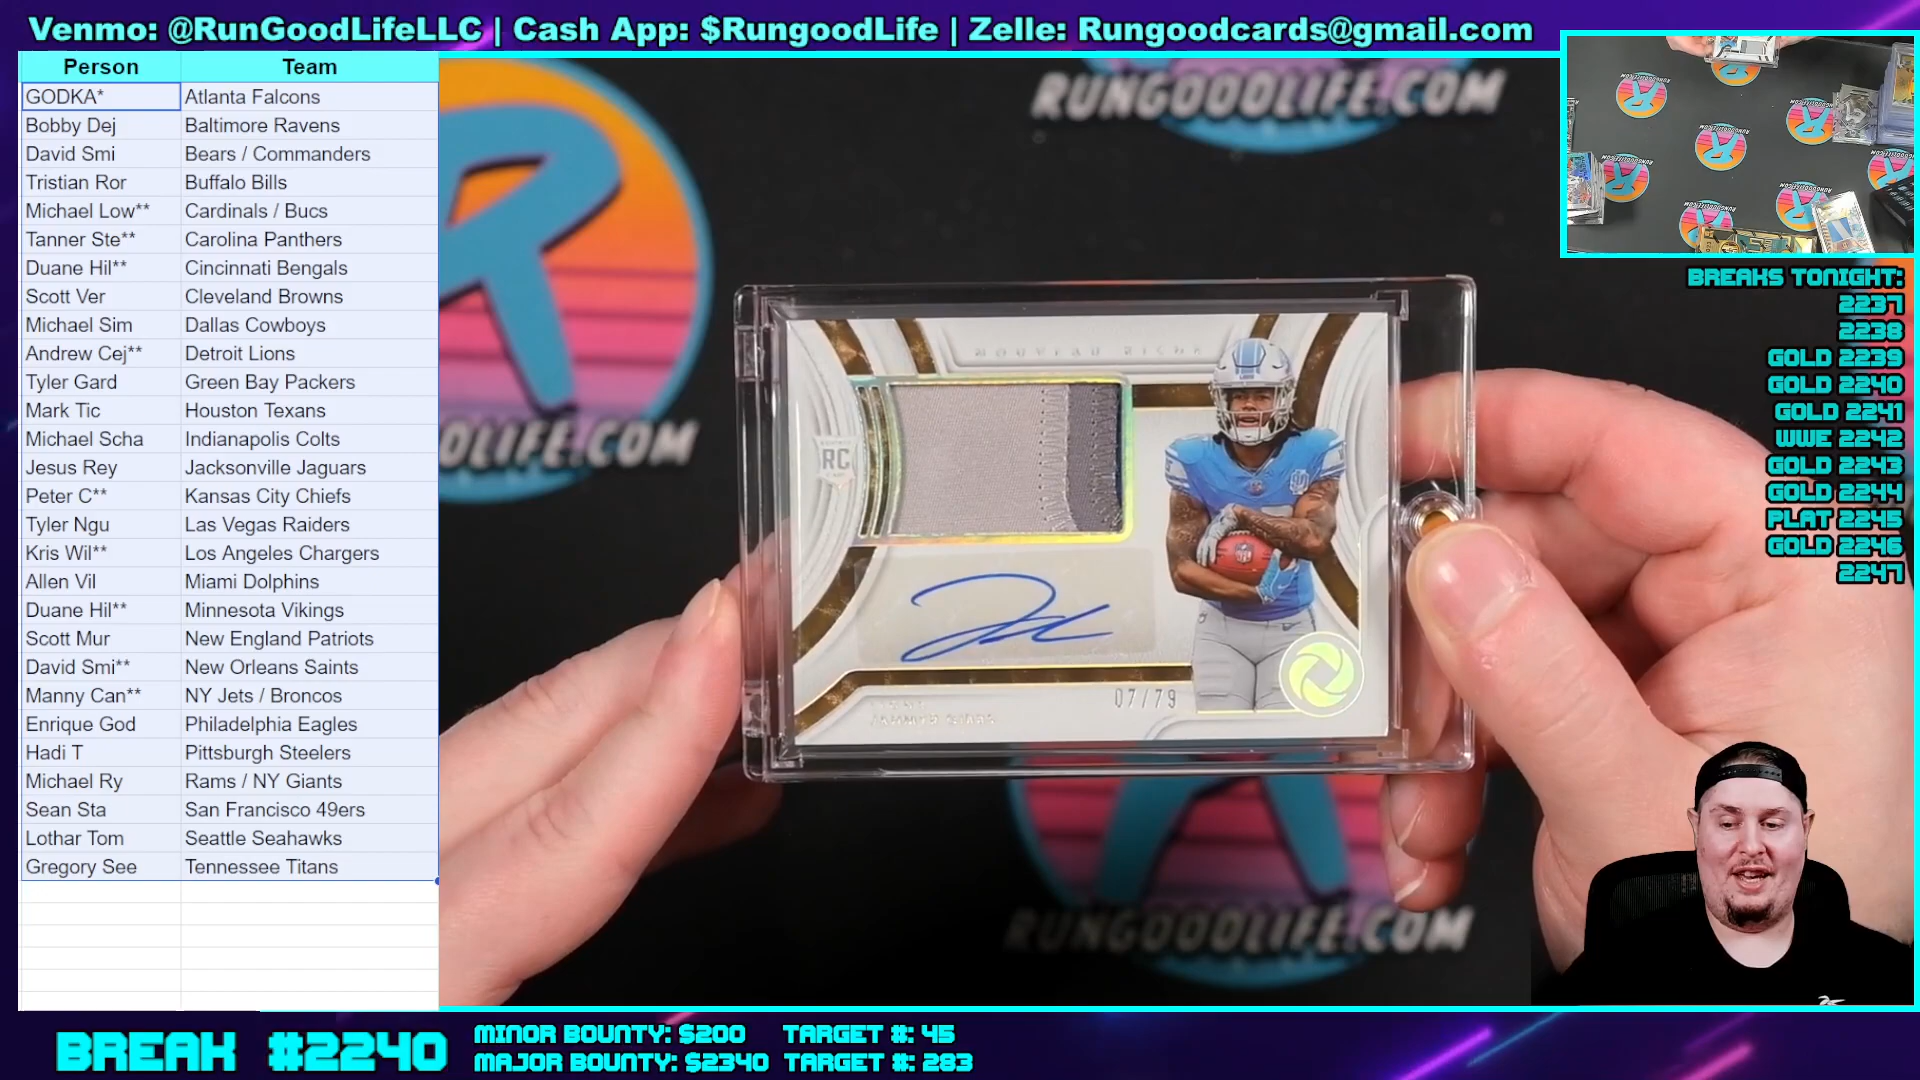 Venmo: @RunGoodLifeLLC | Cash App: $RungoodLife | Zelle: Rungoodcards@gmail.com
Person Team
GODKA* Atlanta Falcons
Bobby Dej Baltimore Ravens
David Smi Bears / Commanders
Tristian Ror Buffalo Bills
Michael Low** Cardinals / Bucs
Tanner Ste** Carolina Panthers
Duane Hil** Cincinnati Bengals
Scott Ver Cleveland Browns
Michael Sim Dallas Cowboys
Andrew Cej** Detroit Lions
Tyler Gard Green Bay Packers
Mark Tic Houston Texans
Michael Scha Indianapolis Colts
Jesus Rey Jacksonville Jaguars
Peter C** Kansas City Chiefs
Tyler Ngu Las Vegas Raiders
Kris Wil** Los Angeles Chargers
Allen Vil Miami Dolphins
Duane Hil** Minnesota Vikings
Scott Mur New England Patriots
David Smi** New Orleans Saints
Manny Can** NY Jets / Broncos
Enrique God Philadelphia Eagles
Hadi T Pittsburgh Steelers
Michael Ry Rams / NY Giants
Sean Sta San Francisco 49ers
Lothar Tom Seattle Seahawks
Gregory See Tennessee Titans
RUNGOODLIFE.COM
OLIFE.COM
NOUVEAU RICHE
RC
07/79
JAHMYR GIBBS
RUNGOODLIFE.COM
BREAKS TONIGHT:
2237
2238
GOLD 2239
GOLD 2240
GOLD 2241
WWE 2242
GOLD 2243
GOLD 2244
PLAT 2245
GOLD 2246
2247
BREAK #2240
MINOR BOUNTY: $200 TARGET #: 45
MAJOR BOUNTY: $2340 TARGET #: 283